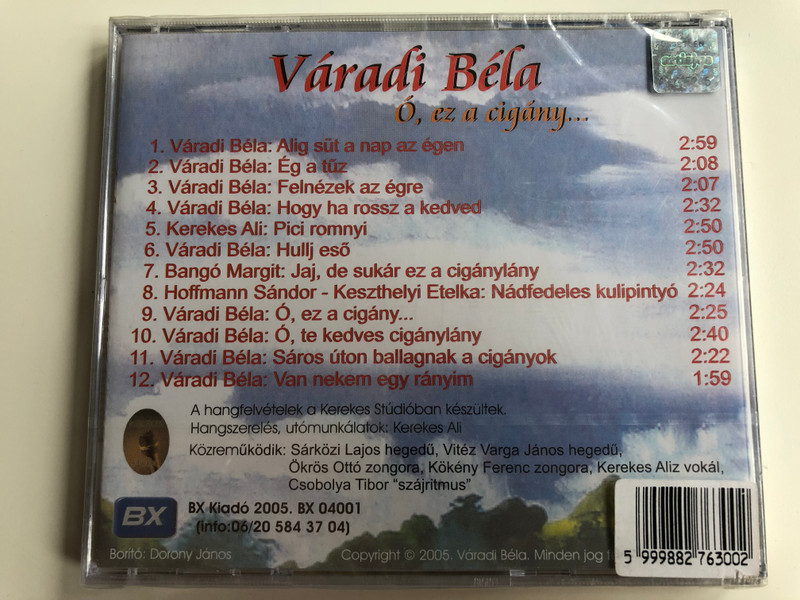 Váradi Béla
Ó, ez a cigány...
1. Váradi Béla: Alig süt a nap az égen 2:59
2. Váradi Béla: Ég a tűz 2:08
3. Váradi Béla: Felnézek az égre 2:07
4. Váradi Béla: Hogy ha rossz a kedved 2:32
5. Kerekes Ali: Pici romnyi 2:50
6. Váradi Béla: Hullj eső 2:50
7. Bangó Margit: Jaj, de sukár ez a cigánylány 2:32
8. Hoffmann Sándor - Keszthelyi Etelka: Nádfedeles kulipintyó 2:24
9. Váradi Béla: Ó, ez a cigány... 2:25
10. Váradi Béla: Ó, te kedves cigánylány 2:40
11. Váradi Béla: Sáros úton ballagnak a cigányok 2:22
12. Váradi Béla: Van nekem egy rányim 1:59
A hangfelvételek a Kerekes Stúdióban készültek.
Hangszerelés, utómunkálatok: Kerekes Ali
Közreműködik: Sárközi Lajos hegedű, Vitéz Varga János hegedű,
Ökrös Ottó zongora, Kökény Ferenc zongora, Kerekes Aliz vokál,
Csobolya Tibor "szájritmus"
BX
BX Kiadó 2005. BX 04001
(info:06/20 584 37 04)
Borító: Dorony János
Copyright © 2005. Váradi Béla. Minden jog
5 999882 763002